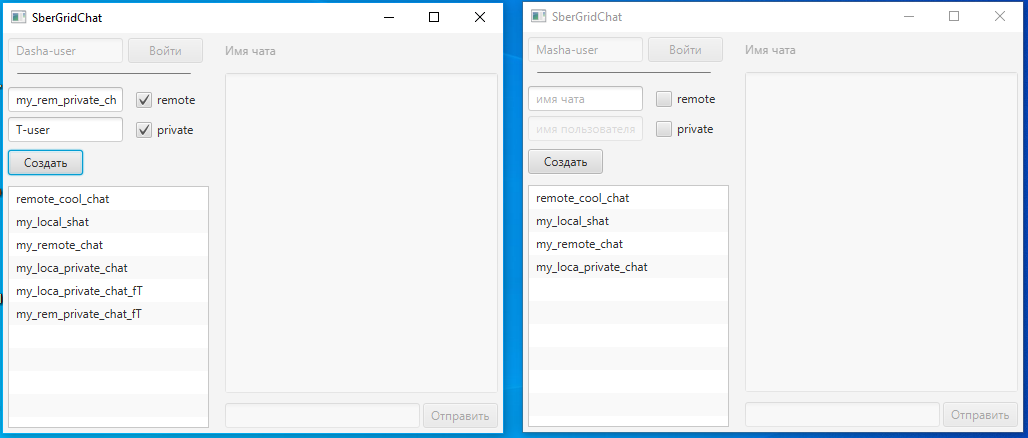 SberGridChat
Dasha-user
Войти
Имя чата
my_rem_private_ch
remote
T-user
private
Создать
remote_cool_chat
my_local_shat
my_remote_chat
my_loca_private_chat
my_loca_private_chat_fT
my_rem_private_chat_fT
Отправить
SberGridChat
Masha-user
Войти
Имя чата
имя чата
remote
имя пользователя
private
Создать
remote_cool_chat
my_local_shat
my_remote_chat
my_loca_private_chat
Отправить